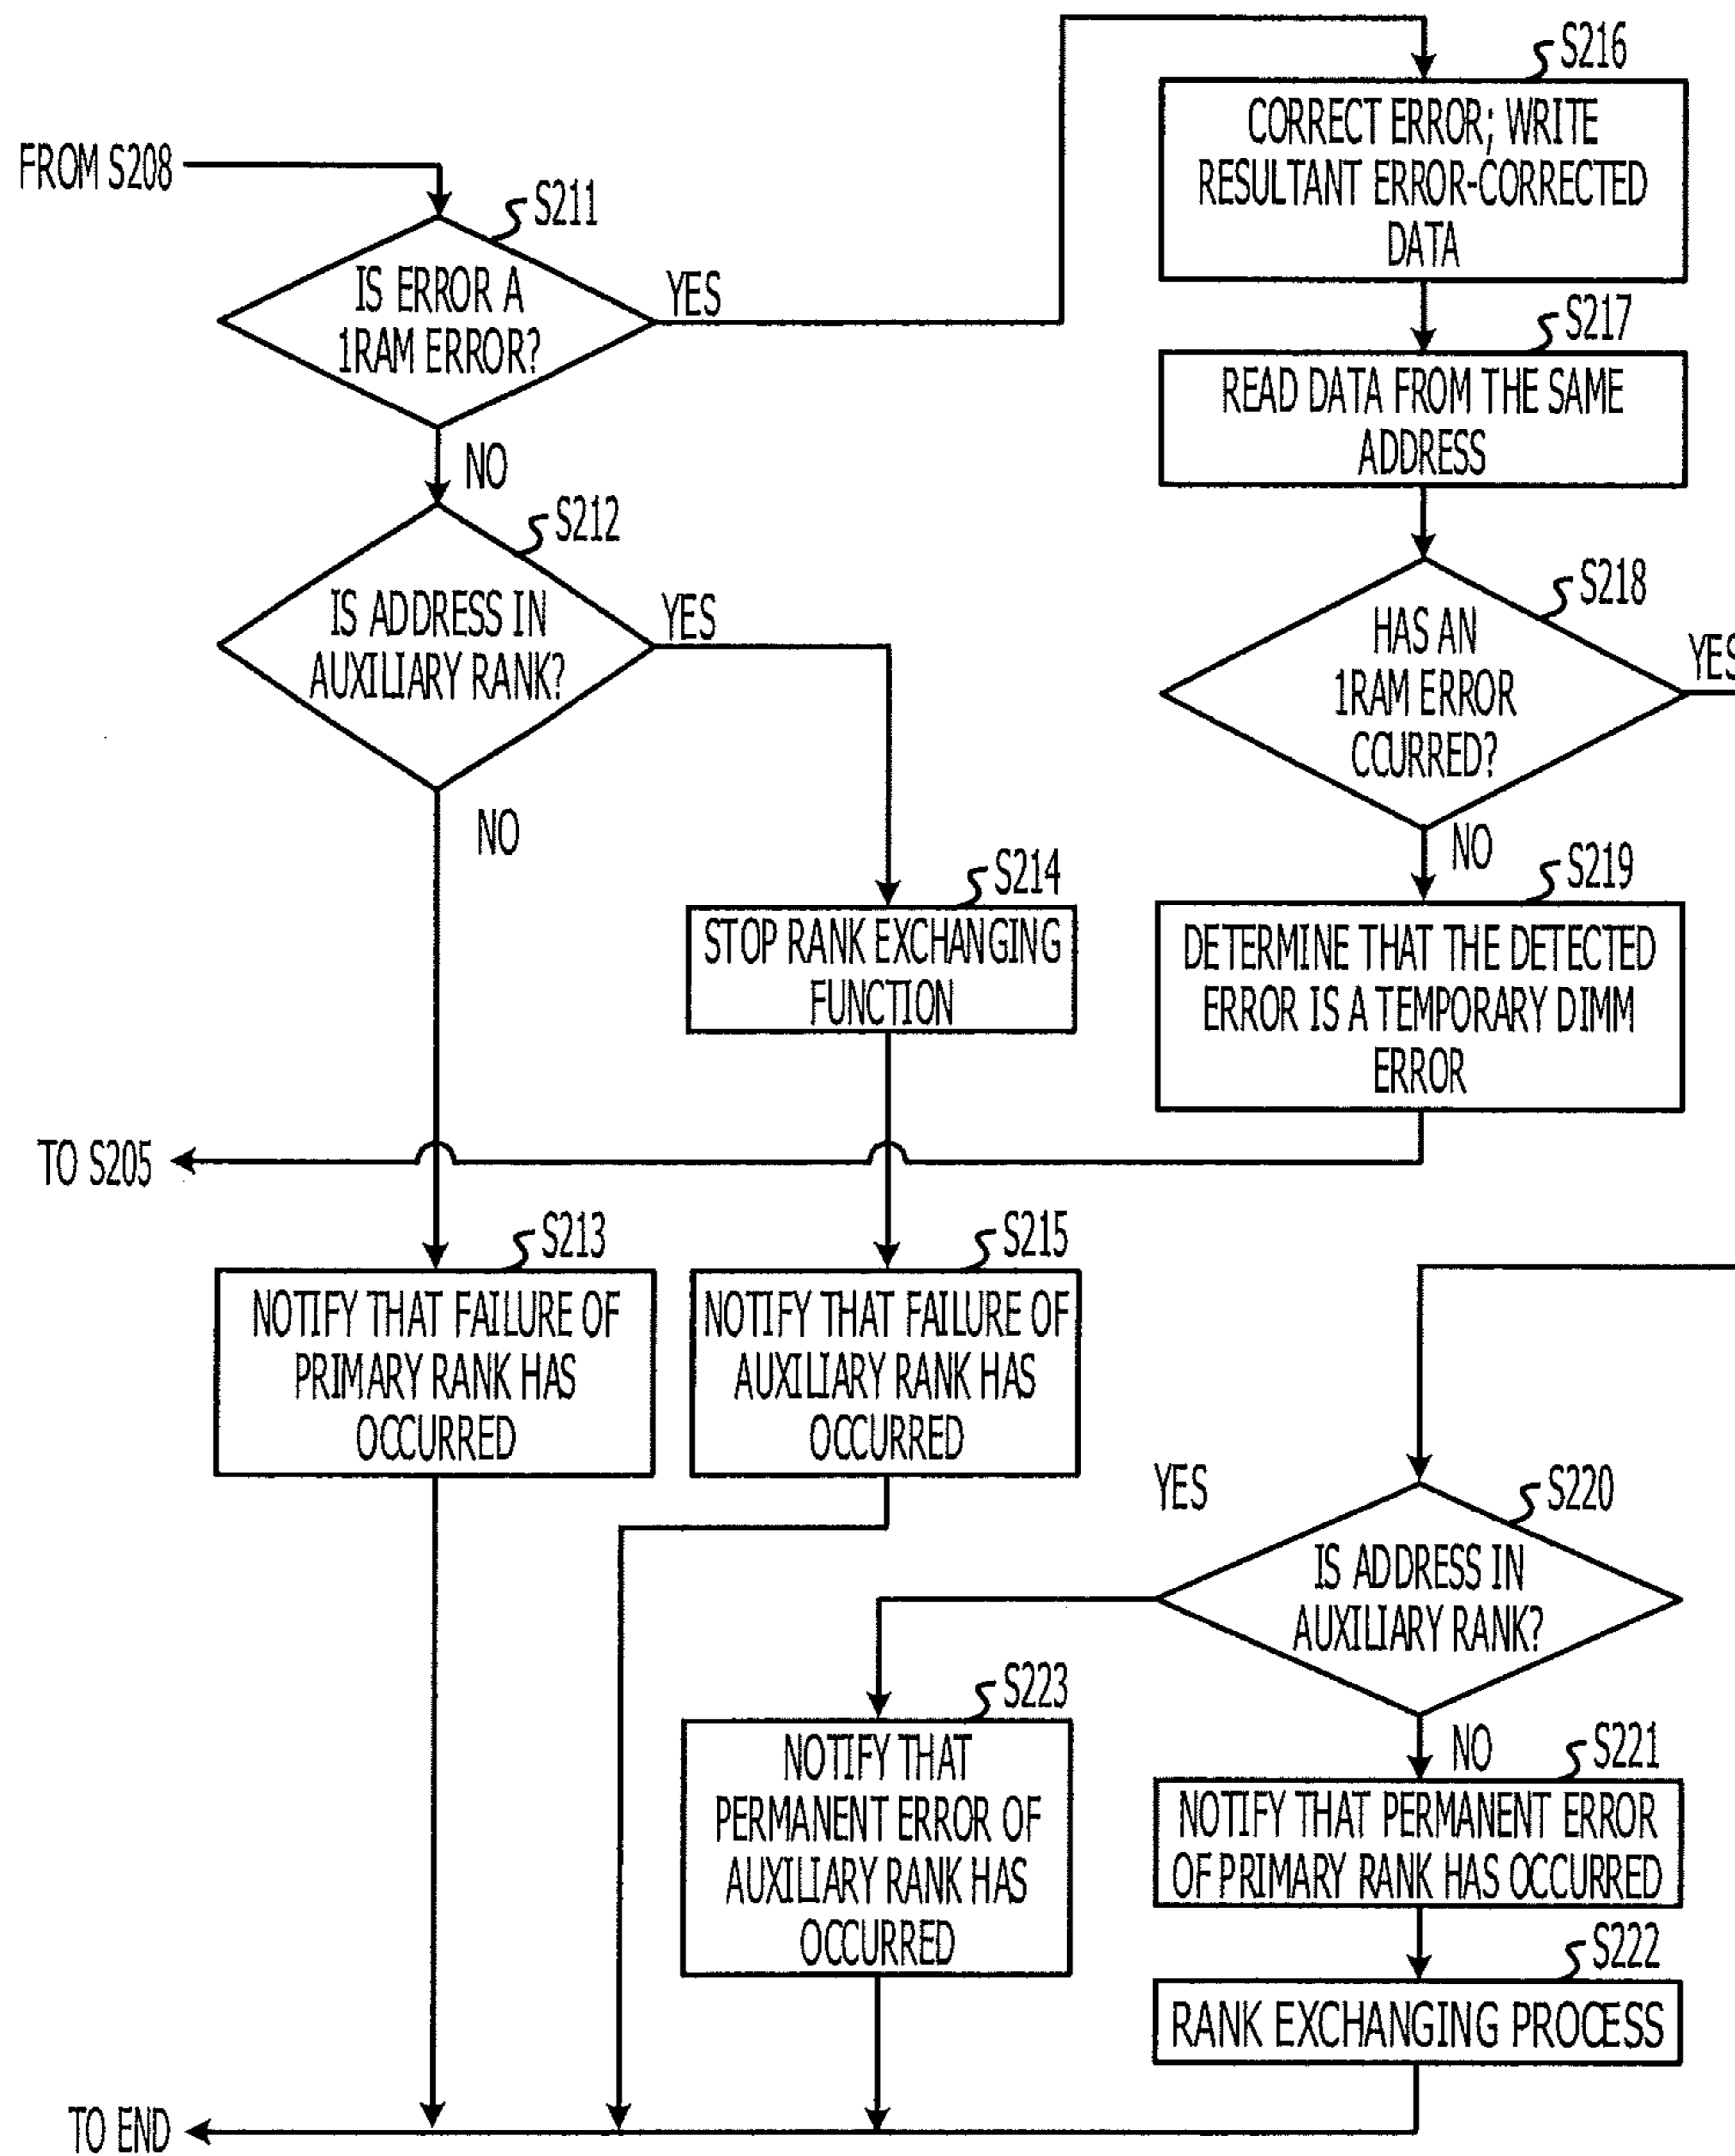 FROM S208
S211
IS ERROR A
1RAM ERROR?
YES
NO
S212
IS ADDRESS IN
AUXILIARY RANK?
YES
NO
S214
STOP RANK EXCHANGING
FUNCTION
S216
CORRECT ERROR; WRITE
RESULTANT ERROR-CORRECTED
DATA
S217
READ DATA FROM THE SAME
ADDRESS
S218
HAS AN
1RAM ERROR
CCURRED?
YES
NO
S219
DETERMINE THAT THE DETECTED
ERROR IS A TEMPORARY DIMM
ERROR
TO S205
S213
NOTIFY THAT FAILURE OF
PRIMARY RANK HAS
OCCURRED
S215
NOTIFY THAT FAILURE OF
AUXILIARY RANK HAS
OCCURRED
S220
IS ADDRESS IN
AUXILIARY RANK?
YES
NO
S223
NOTIFY THAT
PERMANENT ERROR OF
AUXILIARY RANK HAS
OCCURRED
S221
NOTIFY THAT PERMANENT ERROR
OF PRIMARY RANK HAS OCCURRED
S222
RANK EXCHANGING PROCESS
TO END